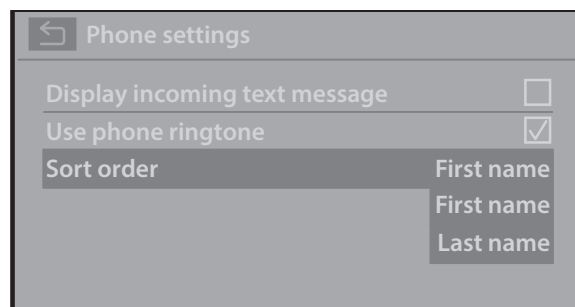 Phone settings
Display incoming text message
Use phone ringtone
Sort order First name
First name
Last name